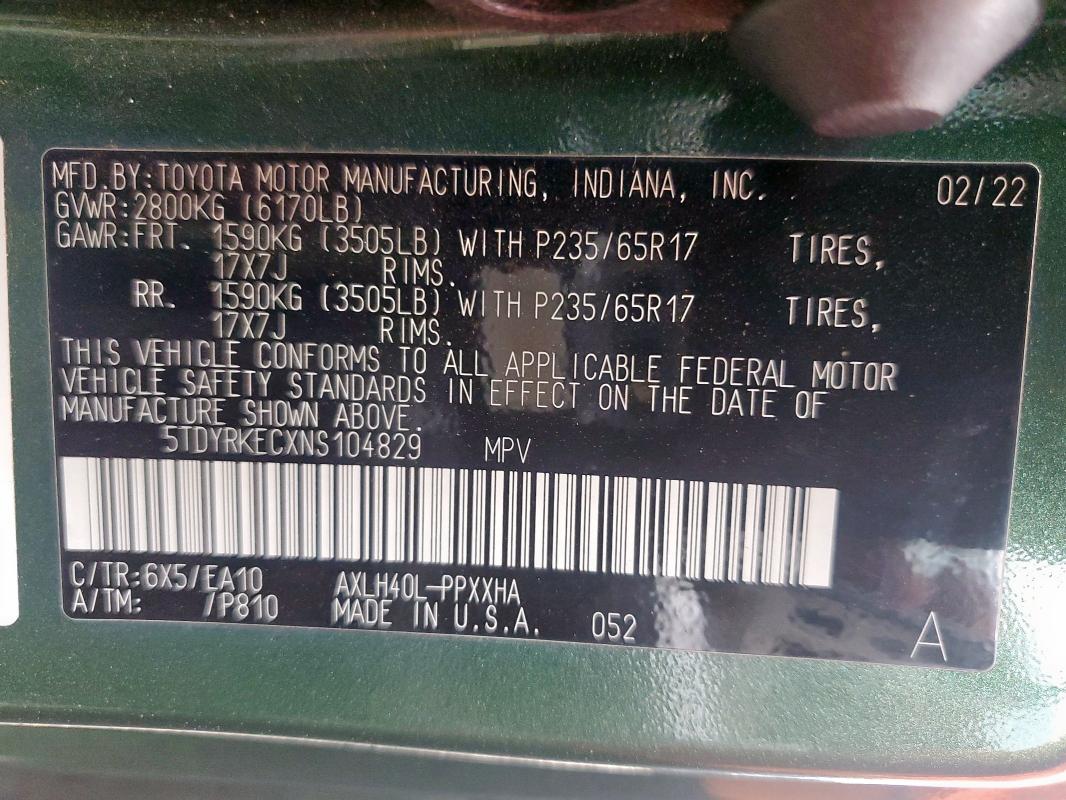 MFD.BY:TOYOTA MOTOR MANUFACTURING, INDIANA, INC. 02/22
GVWR:2800KG (6170LB)
GAWR:FRT. 1590KG (3505LB) WITH P235/65R17 TIRES,
17X7J RIMS.
RR. 1590KG (3505LB) WITH P235/65R17 TIRES,
17X7J RIMS.
THIS VEHICLE CONFORMS TO ALL APPLICABLE FEDERAL MOTOR
VEHICLE SAFETY STANDARDS IN EFFECT ON THE DATE OF
MANUFACTURE SHOWN ABOVE.
5TDYRKECXNS104829 MPV
C/TR:6X5/EA10 AXLH40L-PPXXHA
A/TM: /P810 MADE IN U.S.A. 052 A